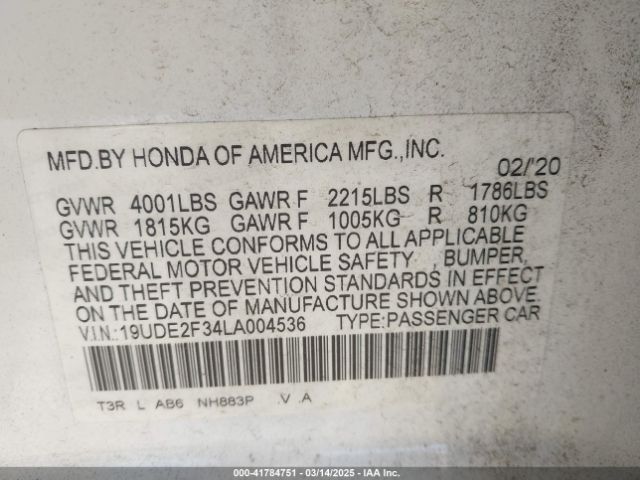 MFD.BY HONDA OF AMERICA MFG.,INC. 02/'20
GVWR 4001LBS GAWR F 2215LBS R 1786LBS
GVWR 1815KG GAWR F 1005KG R 810KG
THIS VEHICLE CONFORMS TO ALL APPLICABLE
FEDERAL MOTOR VEHICLE SAFETY , BUMPER,
AND THEFT PREVENTION STANDARDS IN EFFECT
ON THE DATE OF MANUFACTURE SHOWN ABOVE.
V.I.N.:19UDE2F34LA004536 TYPE:PASSENGER CAR
T3R L AB6 NH883P V A
000-41784751 — 03/14/2025 — IAA Inc.